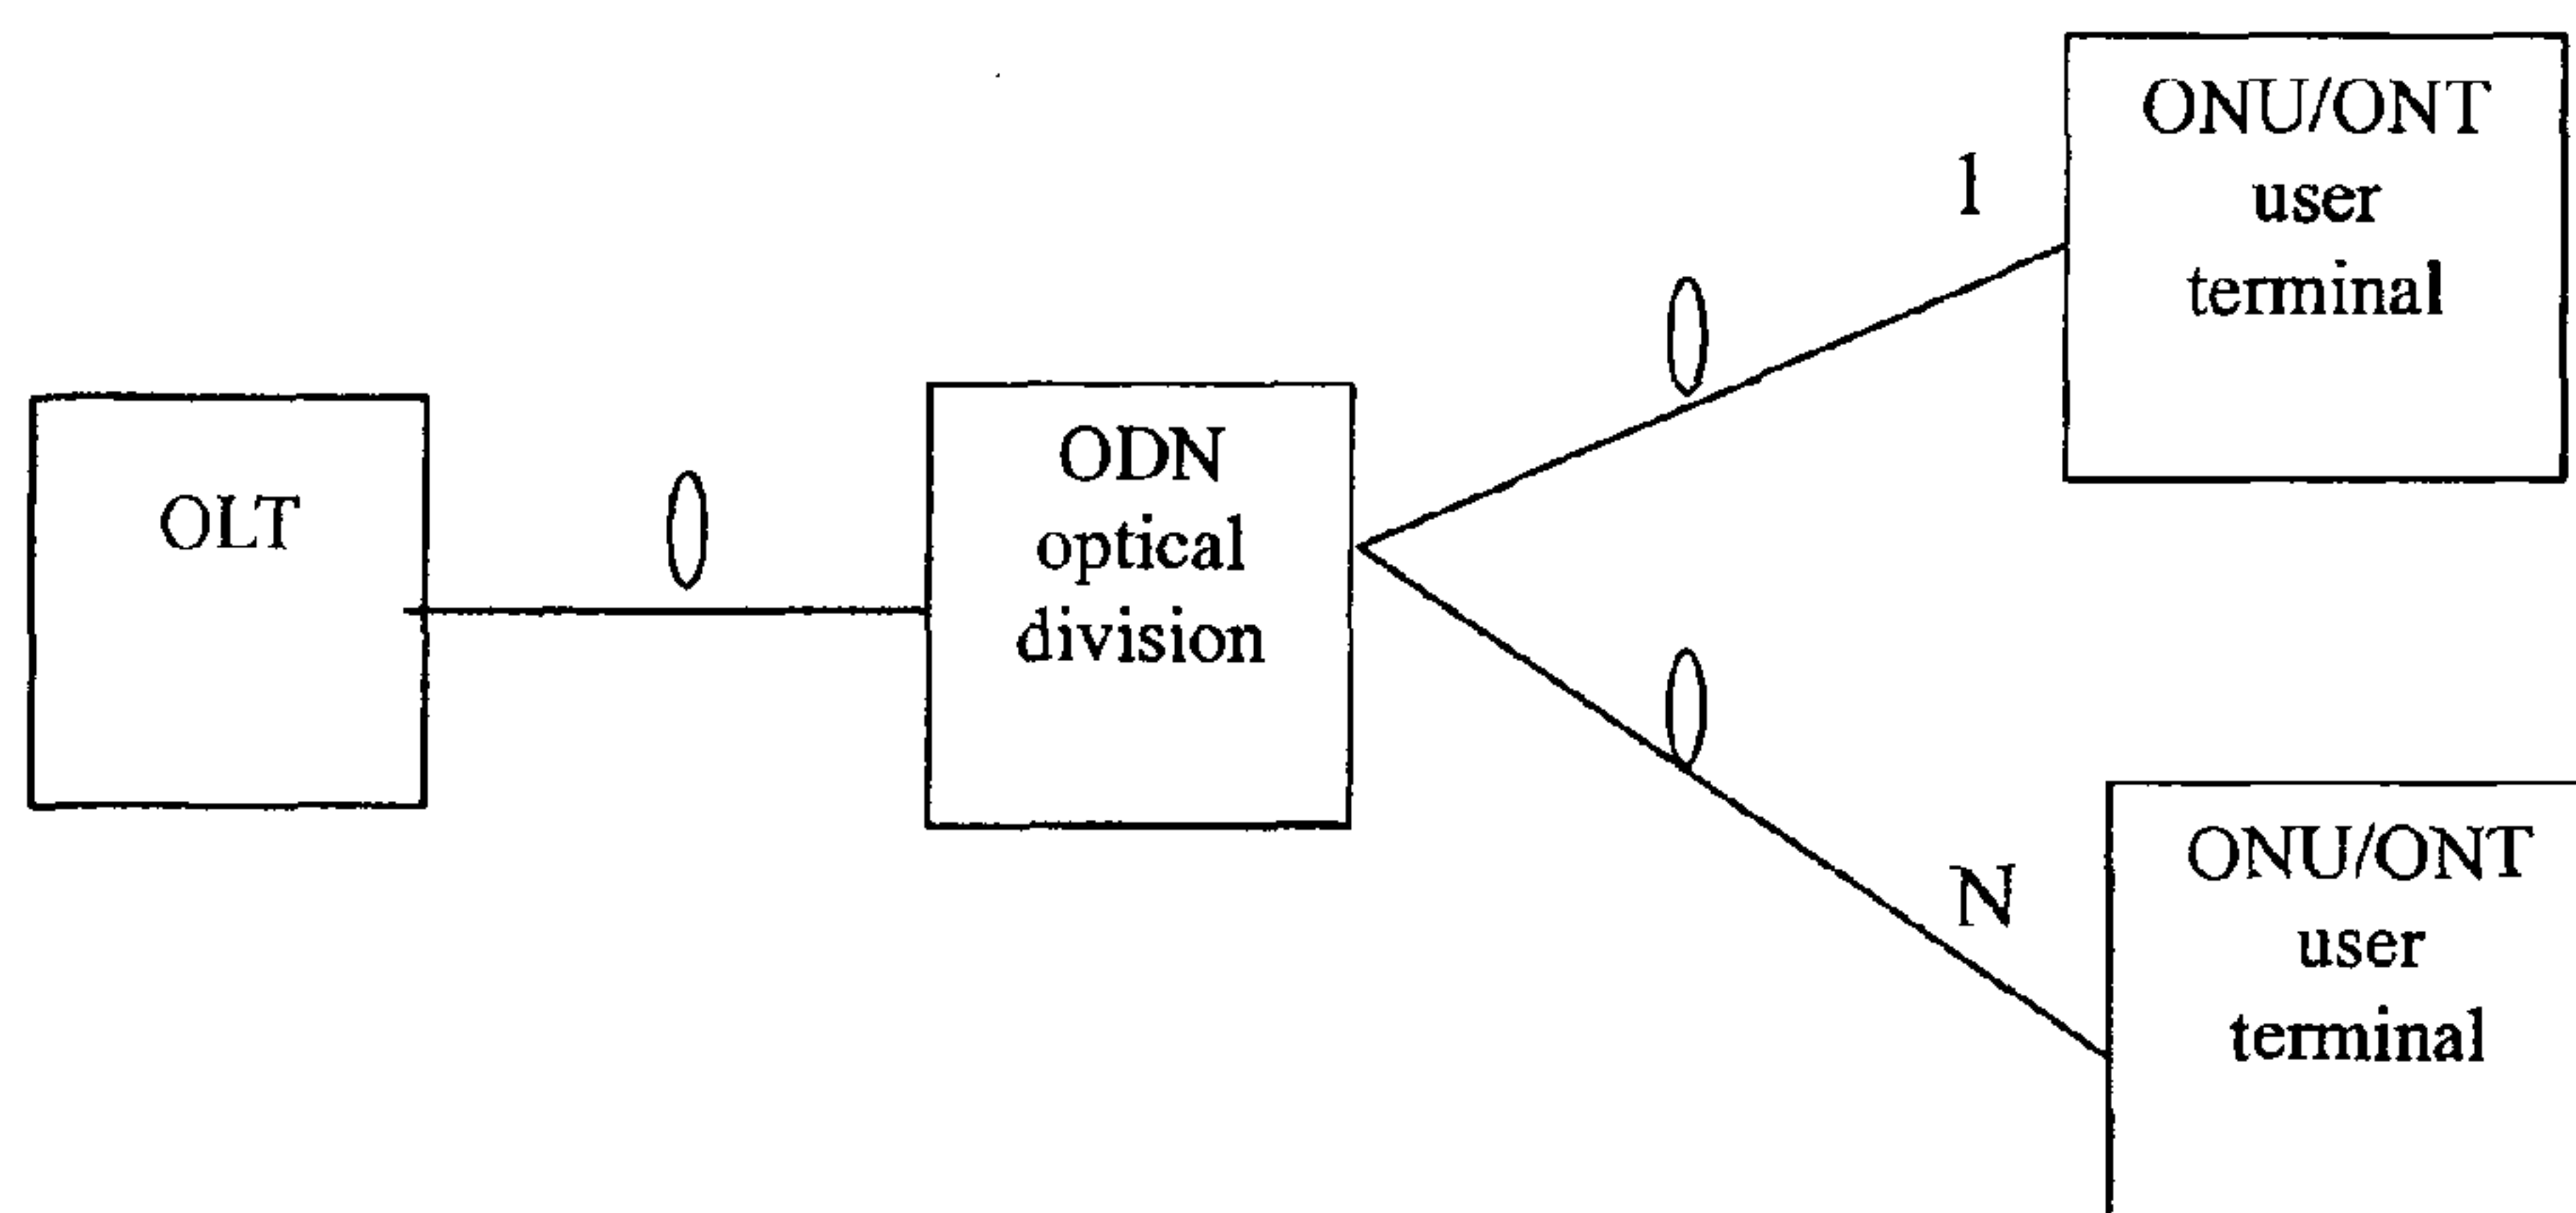 OLT
ODN
optical
division
1
ONU/ONT
user
terminal
N
ONU/ONT
user
terminal